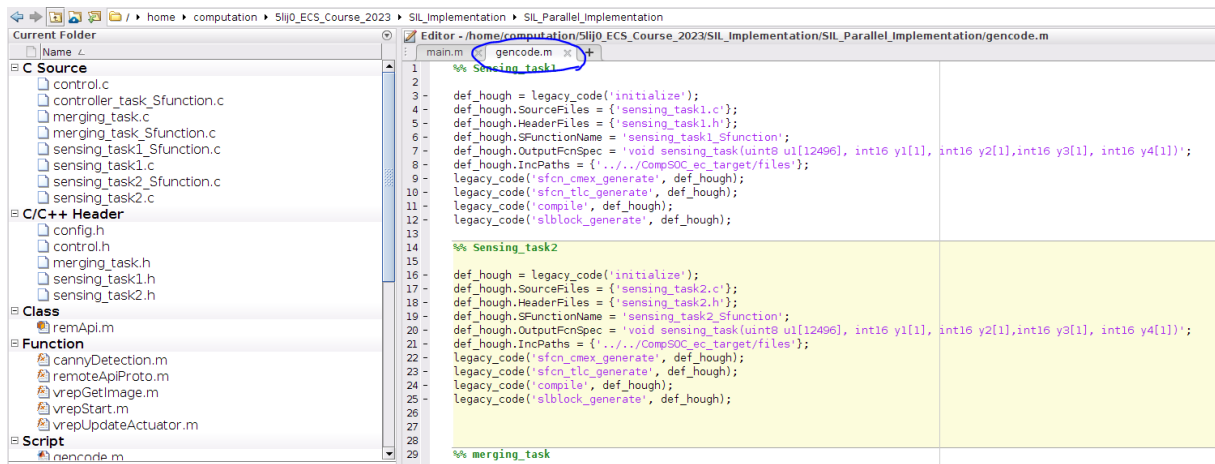 / ▸ home ▸ computation ▸ 5lij0_ECS_Course_2023 ▸ SIL_Implementation ▸ SIL_Parallel_Implementation
Current Folder
Name
C Source
control.c
controller_task_Sfunction.c
merging_task.c
merging_task_Sfunction.c
sensing_task1_Sfunction.c
sensing_task1.c
sensing_task2_Sfunction.c
sensing_task2.c
C/C++ Header
config.h
control.h
merging_task.h
sensing_task1.h
sensing_task2.h
Class
remApi.m
Function
cannyDetection.m
remoteApiProto.m
vrepGetImage.m
vrepStart.m
vrepUpdateActuator.m
Script
gencode.m
Editor - /home/computation/5lij0_ECS_Course_2023/SIL_Implementation/SIL_Parallel_Implementation/gencode.m
main.m × gencode.m × +
1 %% Sensing_task1
2
3 - def_hough = legacy_code('initialize');
4 - def_hough.SourceFiles = {'sensing_task1.c'};
5 - def_hough.HeaderFiles = {'sensing_task1.h'};
6 - def_hough.SFunctionName = 'sensing_task1_Sfunction';
7 - def_hough.OutputFcnSpec = 'void sensing_task(uint8 u1[12496], int16 y1[1], int16 y2[1],int16 y3[1], int16 y4[1])';
8 - def_hough.IncPaths = {'../../CompSOC_ec_target/files'};
9 - legacy_code('sfcn_cmex_generate', def_hough);
10 - legacy_code('sfcn_tlc_generate', def_hough);
11 - legacy_code('compile', def_hough);
12 - legacy_code('slblock_generate', def_hough);
13
14 %% Sensing_task2
15
16 - def_hough = legacy_code('initialize');
17 - def_hough.SourceFiles = {'sensing_task2.c'};
18 - def_hough.HeaderFiles = {'sensing_task2.h'};
19 - def_hough.SFunctionName = 'sensing_task2_Sfunction';
20 - def_hough.OutputFcnSpec = 'void sensing_task(uint8 u1[12496], int16 y1[1], int16 y2[1],int16 y3[1], int16 y4[1])';
21 - def_hough.IncPaths = {'../../CompSOC_ec_target/files'};
22 - legacy_code('sfcn_cmex_generate', def_hough);
23 - legacy_code('sfcn_tlc_generate', def_hough);
24 - legacy_code('compile', def_hough);
25 - legacy_code('slblock_generate', def_hough);
26
27
28
29 %% merging_task